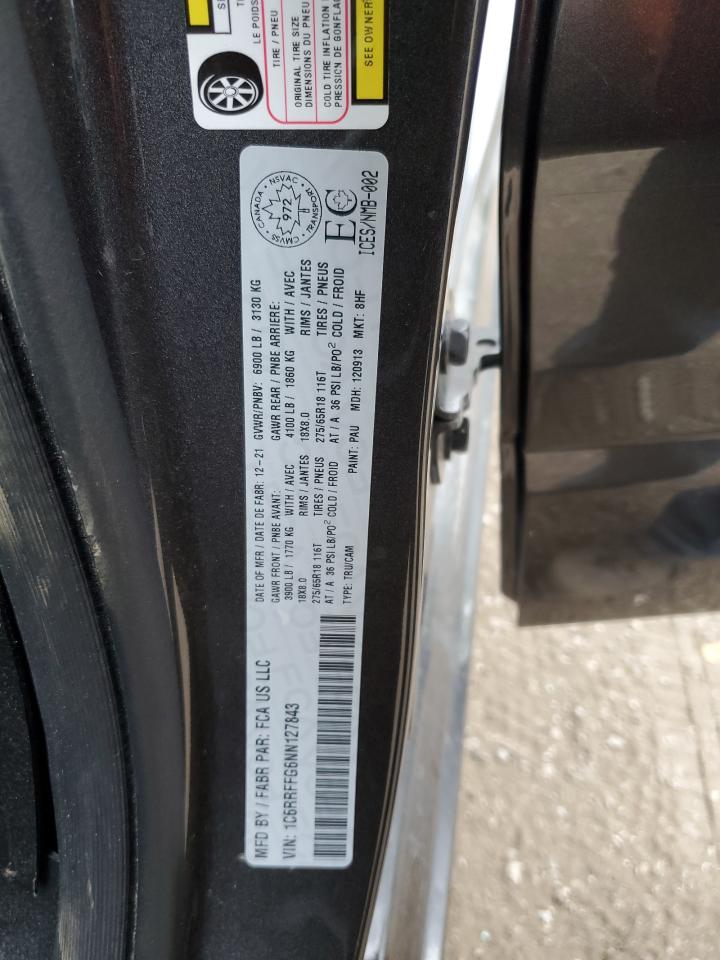 MFD BY / FABR PAR: FCA US LLC
VIN: 1C6RRFFG6NN127843
DATE OF MFR / DATE DE FABR: 12-21 GVWR/PNBV: 6900 LB / 3130 KG
GAWR FRONT / PNBE AVANT: GAWR REAR / PNBE ARRIERE:
3900 LB / 1770 KG WITH / AVEC 4100 LB / 1860 KG WITH / AVEC
18X8.0 RIMS / JANTES 18X8.0 RIMS / JANTES
275/65R18 116T TIRES / PNEUS 275/65R18 116T TIRES / PNEUS
AT / A 36 PSI LB/PO² COLD / FROID AT / A 36 PSI LB/PO² COLD / FROID
TYPE: TRU/CAM PAINT: PAU MDH: 120913 MKT: 8HF
CANADA NSVAC
972
CMVSS TRANSPORT
EC
ICES/NMB-002
LE POIDS
TIRE / PNEU
ORIGINAL TIRE SIZE
DIMENSIONS DU PNEU
COLD TIRE INFLATION
PRESSION DE GONFLAG
SEE OWNER